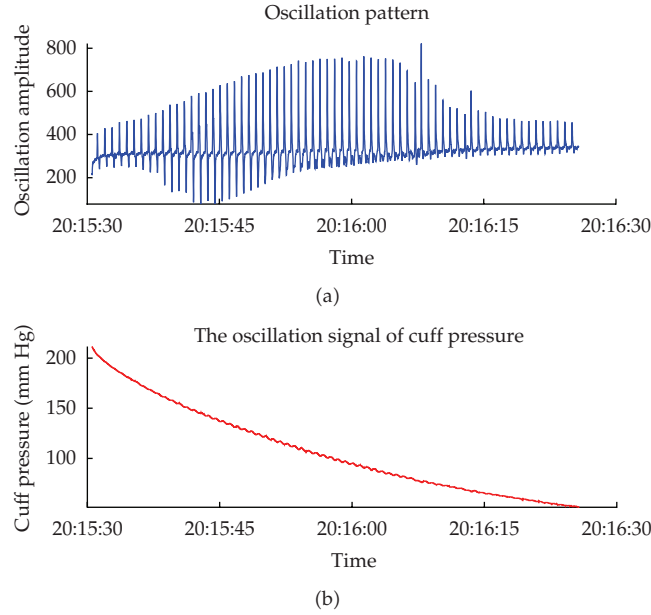 Oscillation pattern
Oscillation amplitude
800
600
400
200
20:15:30 20:15:45 20:16:00 20:16:15 20:16:30
Time
(a)
The oscillation signal of cuff pressure
Cuff pressure (mm Hg)
200
150
100
20:15:30 20:15:45 20:16:00 20:16:15 20:16:30
Time
(b)